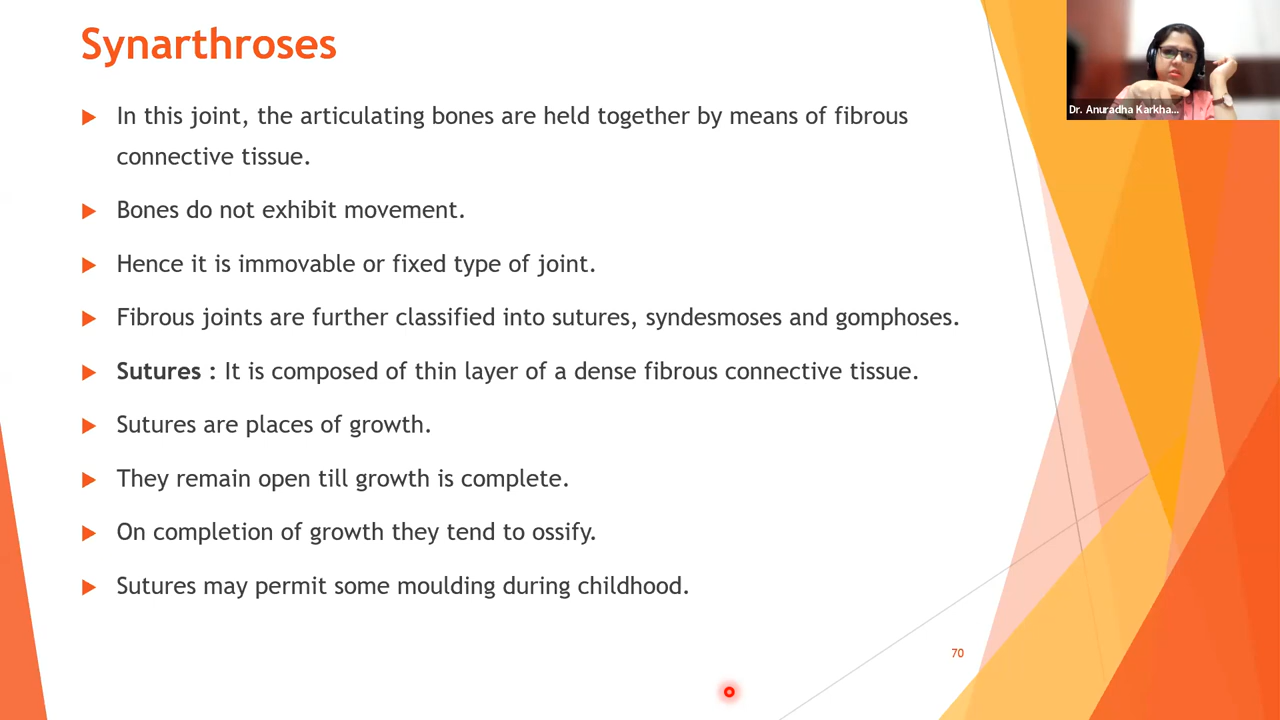 Synarthroses
In this joint, the articulating bones are held together by means of fibrous
connective tissue.
Bones do not exhibit movement.
Hence it is immovable or fixed type of joint.
Fibrous joints are further classified into sutures, syndesmoses and gomphoses.
Sutures : It is composed of thin layer of a dense fibrous connective tissue.
Sutures are places of growth.
They remain open till growth is complete.
On completion of growth they tend to ossify.
Sutures may permit some moulding during childhood.
70
Dr. Anuradha Karkha...